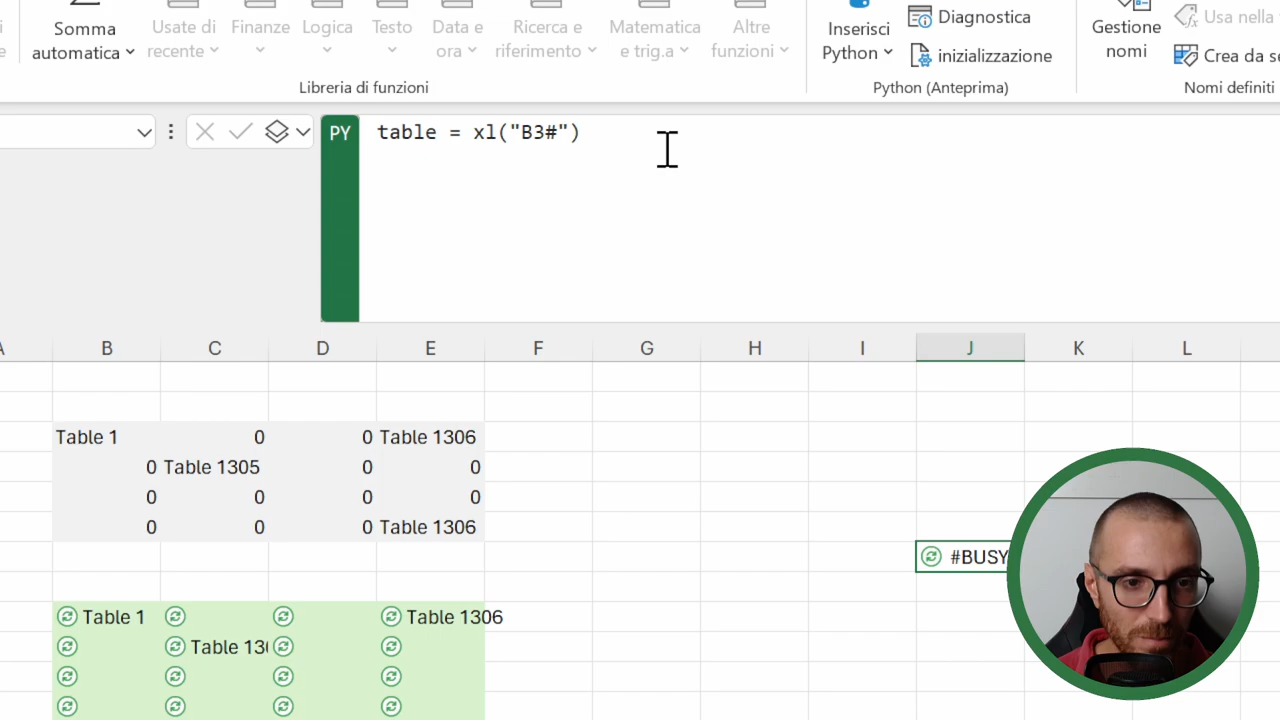 Somma automatica
Usate di recente
Finanze
Logica
Testo
Data e ora
Ricerca e riferimento
Matematica e trig.a
Altre funzioni
Libreria di funzioni
Inserisci Python
Diagnostica
inizializzazione
Python (Anteprima)
Gestione nomi
Usa nella
Crea da se
Nomi definiti
PY table = xl("B3#")
A B C D E F G H I J K L
Table 1 0 0 Table 1306
0 Table 1305 0 0
0 0 0 0
0 0 0 Table 1306
#BUSY
Table 1 Table 1306
Table 130